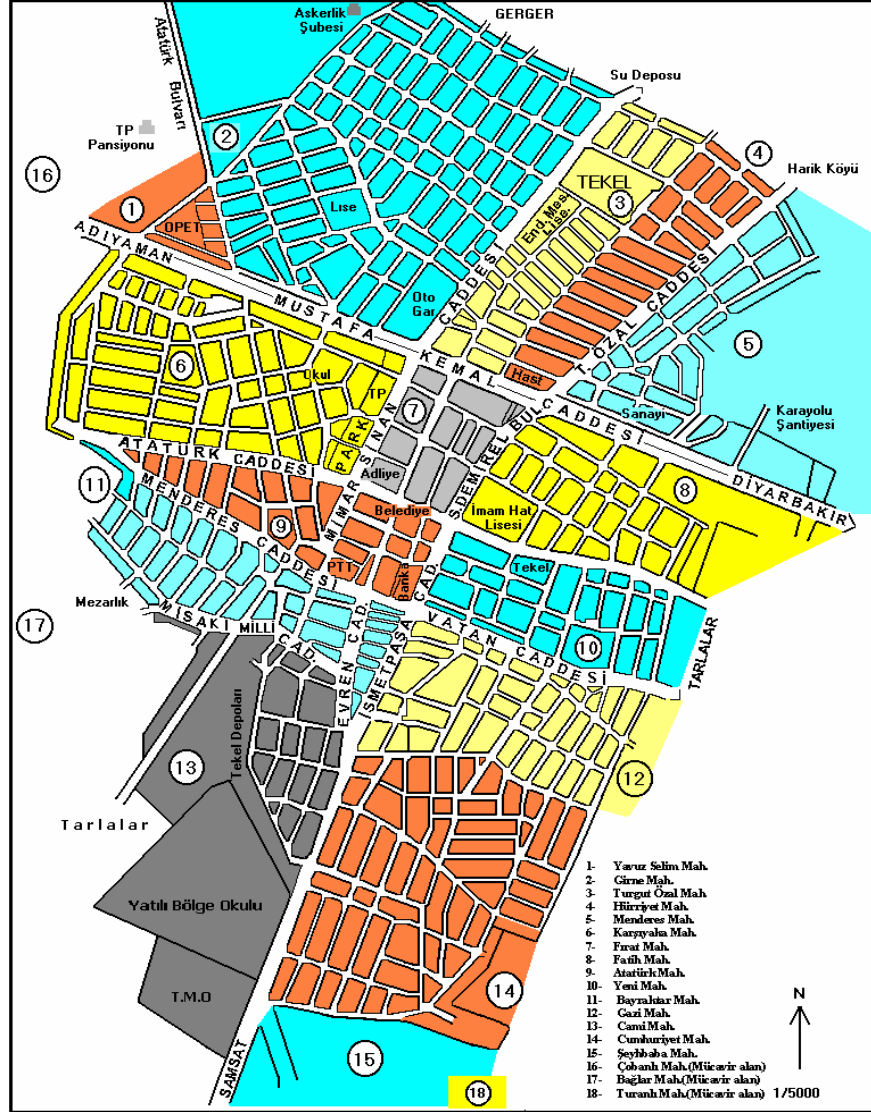 Askerlik
Şubesi
GERGER
Atatürk Bulvarı
Su Deposu
TP
Pansiyonu
2
4
Harik Köyü
16
TEKEL
3
1
Lıse
End. Mes.
Lise.
OPET
ADIYAMAN
MUSTAFA KEMAL CADDESİ
DİYARBAKIR
Oto
Gar
CADDESİ
T. ÖZAL CADDESİ
5
6
Okul
TP
Hast
7
Sanayi
Karayolu
Şantiyesi
PARK
MİMAR SİNAN
S.DEMIREL BUL
ATATÜRK CADDESİ
Adliye
11
MENDERES CADDESİ
8
Belediye
İmam Hat
Lisesi
9
PTT
Banka
CAD
Tekel
Mezarlık
MISAKI MİLLİ
CAD
17
EVREN CAD
İSMETPAŞA
VATAN CADDESİ
10
TARLALAR
Tekel Depoları
13
12
Tarlalar
Yatılı Bölge Okulu
T.M.O
14
SAMSAT
15
18
1- Yavuz Selim Mah.
2- Girne Mah.
3- Turgut Özal Mah.
4- Hürriyet Mah.
5- Menderes Mah.
6- Karşıyaka Mah.
7- Fırat Mah.
8- Fatih Mah.
9- Atatürk Mah.
10- Yeni Mah.
11- Bayraktar Mah.
12- Gazi Mah.
13- Cami Mah.
14- Cumhuriyet Mah.
15- Şeyhbaba Mah.
16- Çobanlı Mah.(Mücavir alan)
17- Bağlar Mah.(Mücavir alan)
18- Turanlı Mah.(Mücavir alan)
N
1/5000